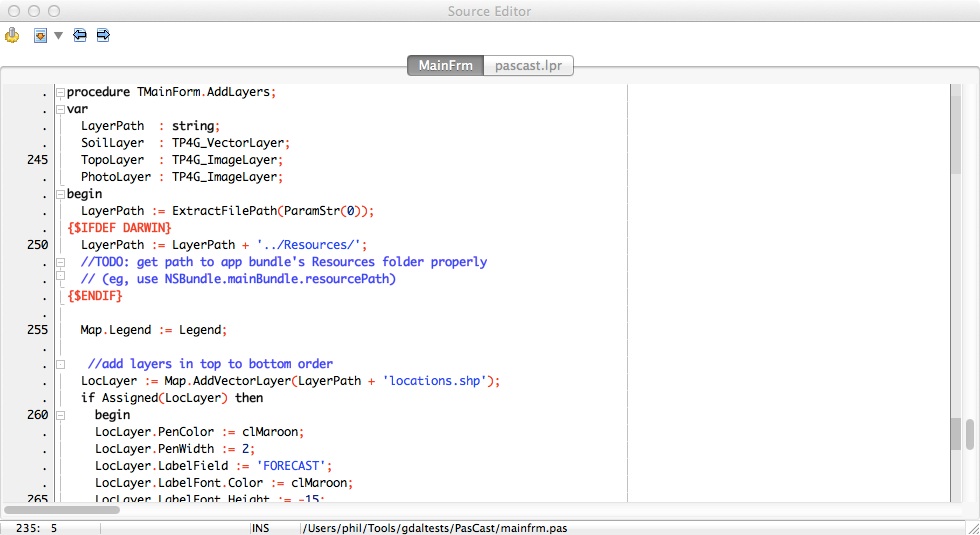 Source Editor
MainFrm pascast.lpr
. procedure TMainForm.AddLayers;
. var
. LayerPath : string;
. SoilLayer : TP4G_VectorLayer;
245 TopoLayer : TP4G_ImageLayer;
. PhotoLayer : TP4G_ImageLayer;
. begin
. LayerPath := ExtractFilePath(ParamStr(0));
. {$IFDEF DARWIN}
250 LayerPath := LayerPath + '../Resources/';
. //TODO: get path to app bundle's Resources folder properly
. // (eg, use NSBundle.mainBundle.resourcePath)
. {$ENDIF}
.
255 Map.Legend := Legend;
.
. //add layers in top to bottom order
. LocLayer := Map.AddVectorLayer(LayerPath + 'locations.shp');
. if Assigned(LocLayer) then
260 begin
. LocLayer.PenColor := clMaroon;
. LocLayer.PenWidth := 2;
. LocLayer.LabelField := 'FORECAST';
. LocLayer.LabelFont.Color := clMaroon;
265 LocLayer.LabelFont.Height := -15;
235: 5 INS /Users/phil/Tools/gdaltests/PasCast/mainfrm.pas